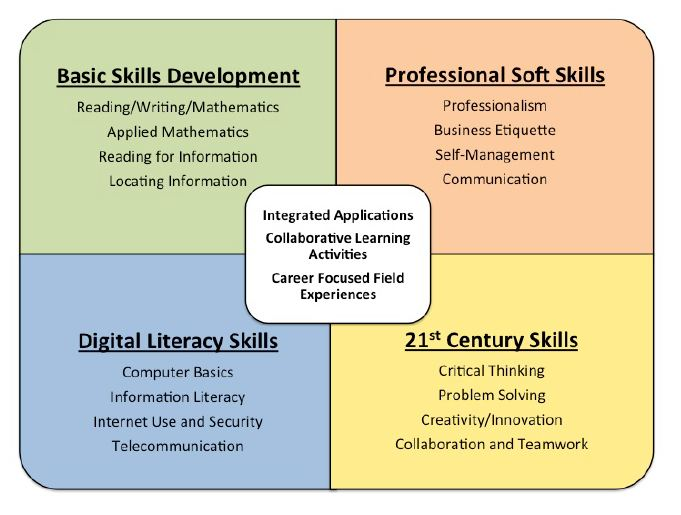 Basic Skills Development
Reading/Writing/Mathematics
Applied Mathematics
Reading for Information
Locating Information
Professional Soft Skills
Professionalism
Business Etiquette
Self-Management
Communication
Integrated Applications
Collaborative Learning
Activities
Career Focused Field
Experiences
Digital Literacy Skills
Computer Basics
Information Literacy
Internet Use and Security
Telecommunication
21st Century Skills
Critical Thinking
Problem Solving
Creativity/Innovation
Collaboration and Teamwork